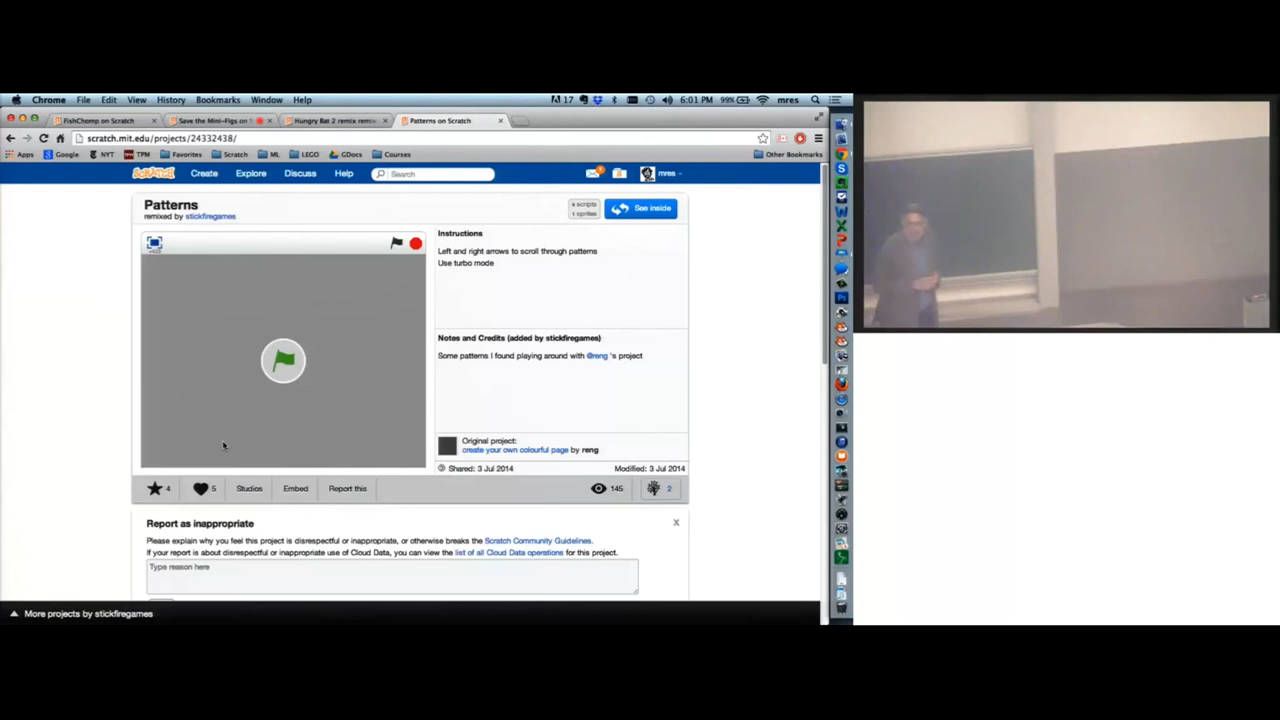 Chrome File Edit View History Bookmarks Window Help 17 6:01 PM 99% mres
FishChomp on Scratch Save the Mini-Figs on Hungry Bat 2 remix remix Patterns on Scratch
scratch.mit.edu/projects/24332438/
Apps Google NYT TPM Favorites Scratch ML LEGO GDocs Courses Other Bookmarks
SCRATCH Create Explore Discuss Help Search mres
Patterns
remixed by stickfiregames
4 scripts
1 sprites
See inside
Instructions
Left and right arrows to scroll through patterns
Use turbo mode
Notes and Credits (added by stickfiregames)
Some patterns I found playing around with @reng 's project
Original project:
create your own colourful page by reng
Shared: 3 Jul 2014 Modified: 3 Jul 2014
4 5 Studios Embed Report this 145 2
Report as inappropriate X
Please explain why you feel this project is disrespectful or inappropriate, or otherwise breaks the Scratch Community Guidelines.
If your report is about disrespectful or inappropriate use of Cloud Data, you can view the list of all Cloud Data operations for this project.
Type reason here
More projects by stickfiregames